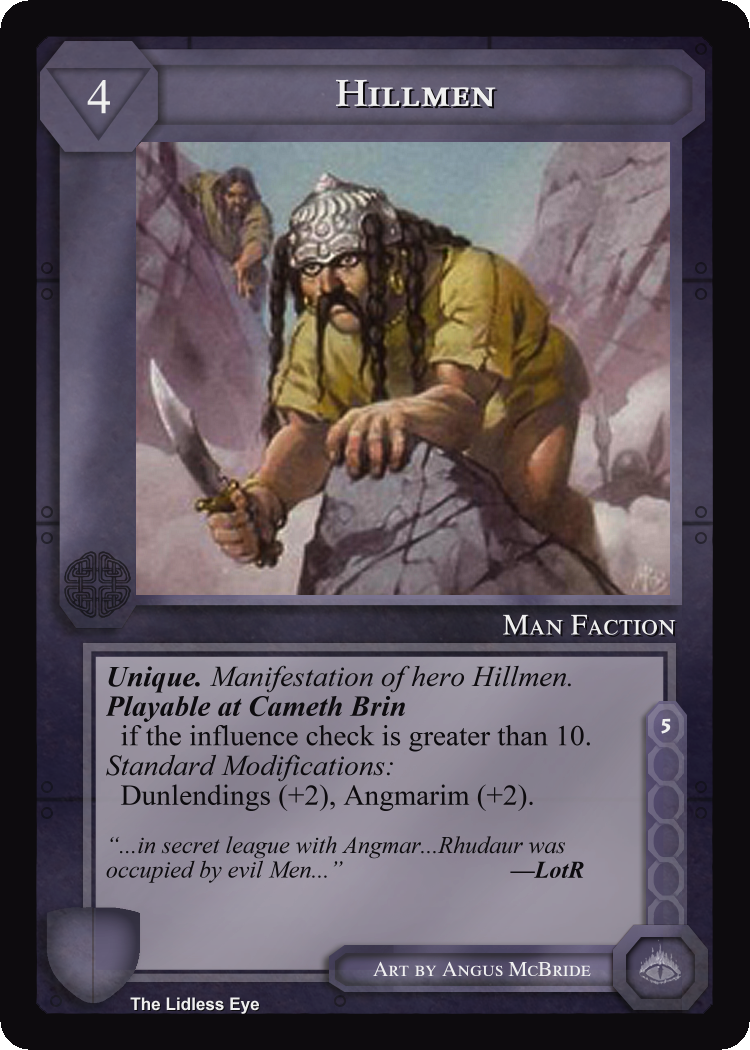 4
Hillmen
Man Faction
Unique. Manifestation of hero Hillmen.
Playable at Cameth Brin
if the influence check is greater than 10.
Standard Modifications:
Dunlendings (+2), Angmarim (+2).
5
“...in secret league with Angmar...Rhudaur was
occupied by evil Men...” —LotR
Art by Angus McBride
The Lidless Eye